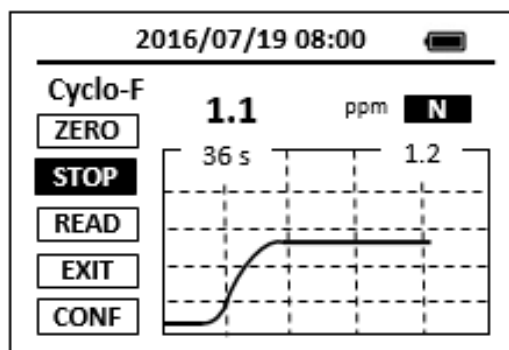 2016/07/19 08:00
Cyclo-F
1.1 ppm N
ZERO
36 s 1.2
STOP
READ
EXIT
CONF